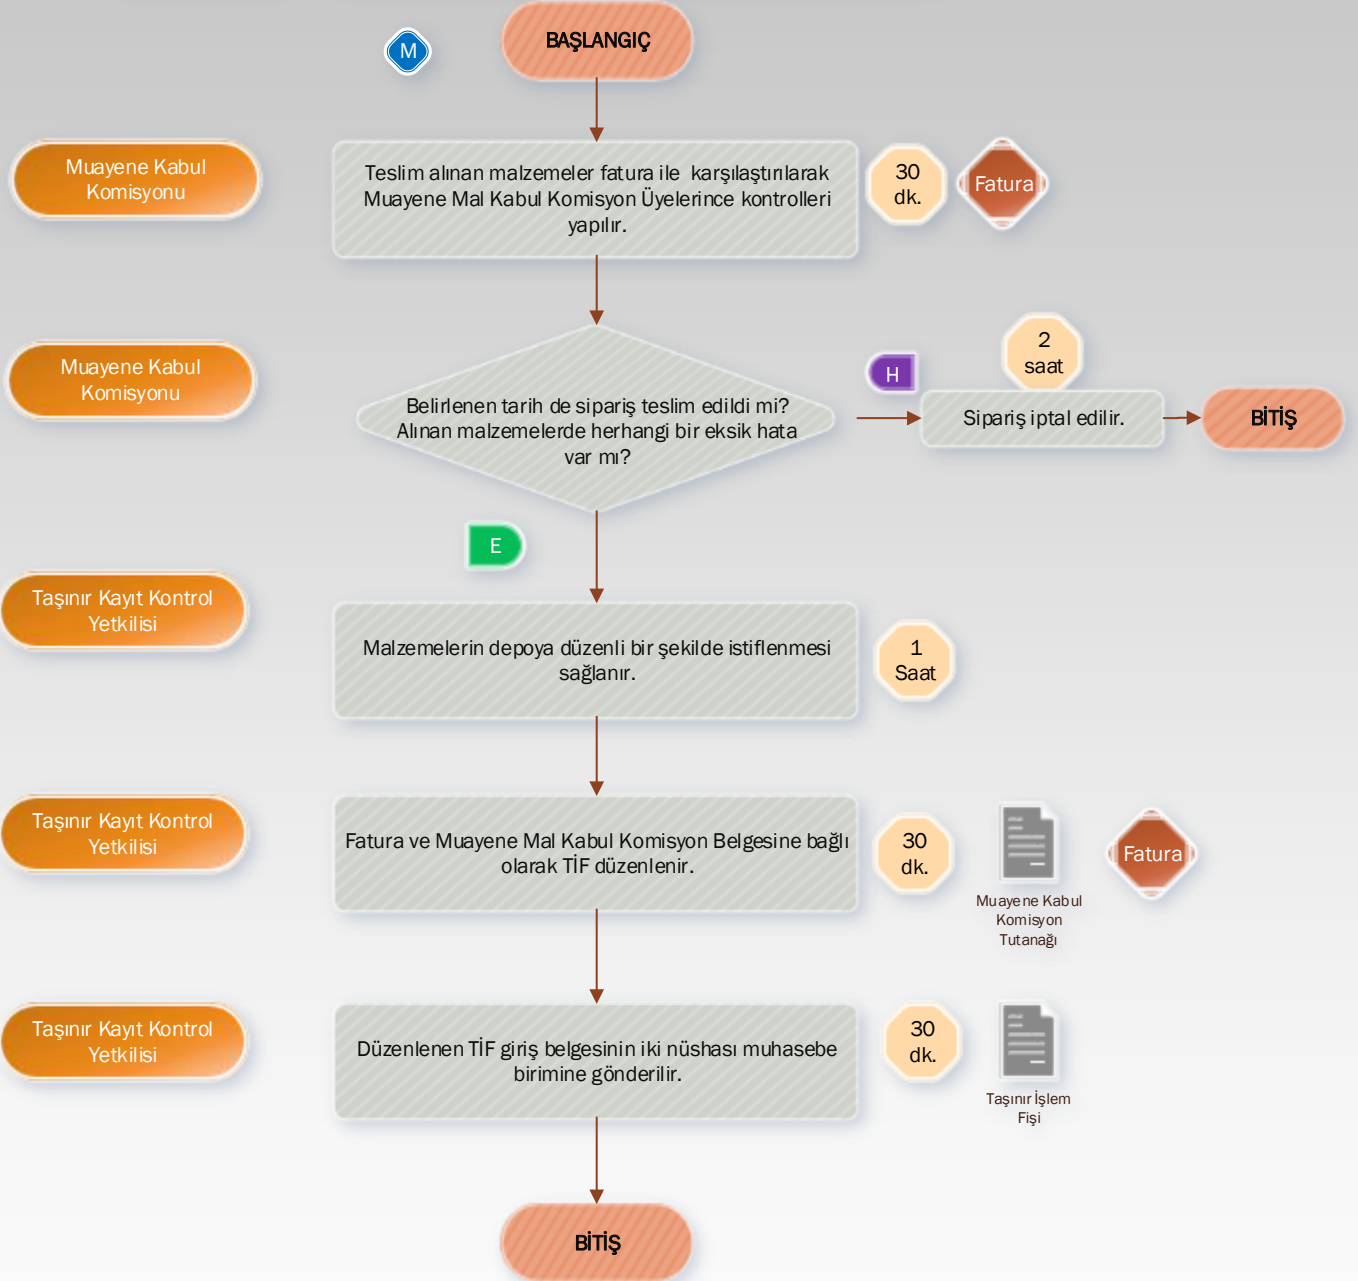 M
BAŞLANGIÇ
Muayene Kabul
Komisyonu
Teslim alınan malzemeler fatura ile karşılaştırılarak
Muayene Mal Kabul Komisyon Üyelerince kontrolleri
yapılır.
30
dk.
Fatura
Muayene Kabul
Komisyonu
Belirlenen tarih de sipariş teslim edildi mi?
Alınan malzemelerde herhangi bir eksik hata
var mı?
H
2
saat
Sipariş iptal edilir.
BİTİŞ
E
Taşınır Kayıt Kontrol
Yetkilisi
Malzemelerin depoya düzenli bir şekilde istiflenmesi
sağlanır.
1
Saat
Taşınır Kayıt Kontrol
Yetkilisi
Fatura ve Muayene Mal Kabul Komisyon Belgesine bağlı
olarak TİF düzenlenir.
30
dk.
Muayene Kabul
Komisyon
Tutanağı
Fatura
Taşınır Kayıt Kontrol
Yetkilisi
Düzenlenen TİF giriş belgesinin iki nüshası muhasebe
birimine gönderilir.
30
dk.
Taşınır İşlem
Fişi
BİTİŞ